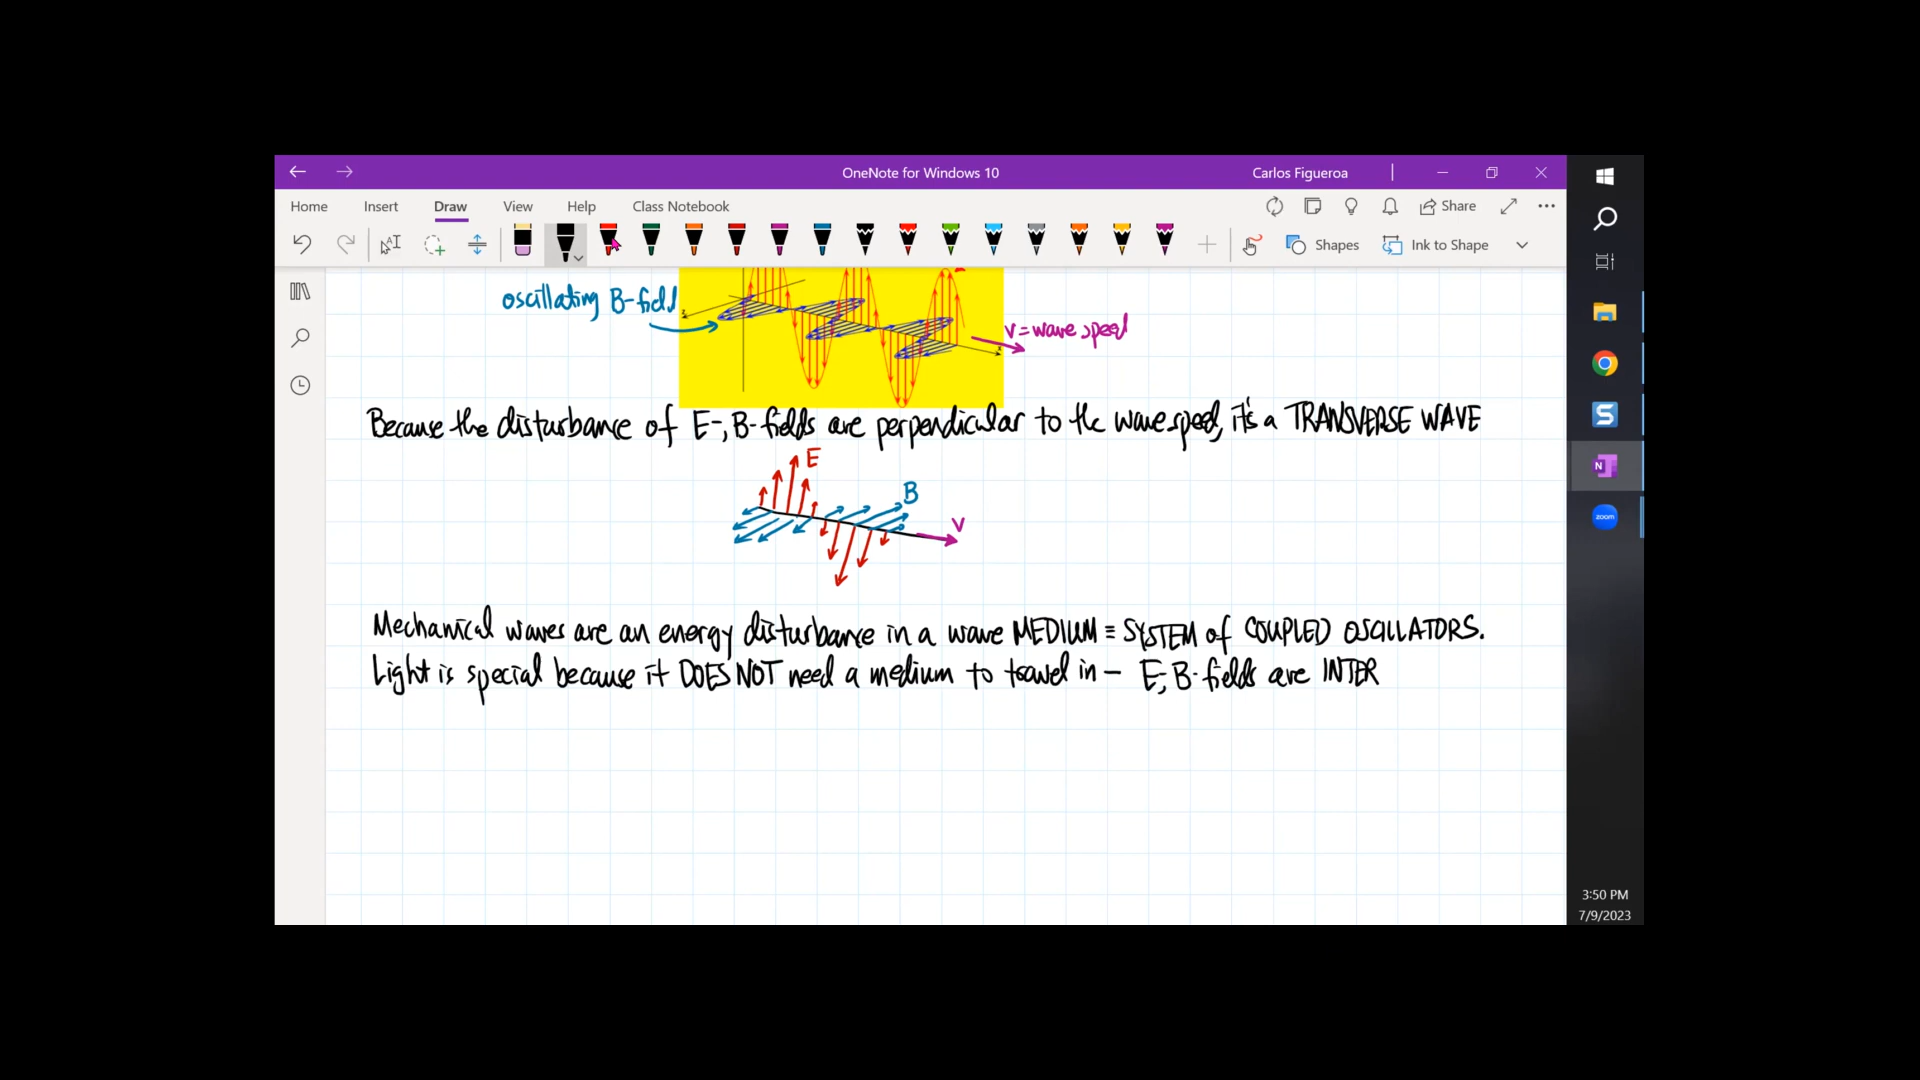 OneNote for Windows 10
Carlos Figueroa
Home Insert Draw View Help Class Notebook
Share
Shapes
Ink to Shape
oscillating B-field
z
x
v = wave speed
Because the disturbance of E-, B-fields are perpendicular to the wave speed, it's a TRANSVERSE WAVE
E
B
v
Mechanical waves are an energy disturbance in a wave MEDIUM ≡ SYSTEM of COUPLED OSCILLATORS.
Light is special because it DOES NOT need a medium to travel in – E-, B-fields are INTER
zoom
3:50 PM
7/9/2023